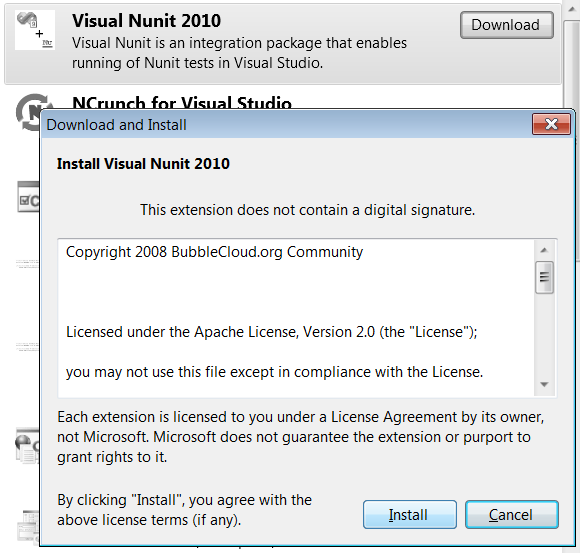 Visual Nunit 2010
Download
Visual Nunit is an integration package that enables
running of Nunit tests in Visual Studio.
NCrunch for Visual Studio
Download and Install
Install Visual Nunit 2010
This extension does not contain a digital signature.
Copyright 2008 BubbleCloud.org Community
Licensed under the Apache License, Version 2.0 (the "License");
you may not use this file except in compliance with the License.
Each extension is licensed to you under a License Agreement by its owner,
not Microsoft. Microsoft does not guarantee the extension or purport to
grant rights to it.
By clicking "Install", you agree with the
above license terms (if any).
Install
Cancel